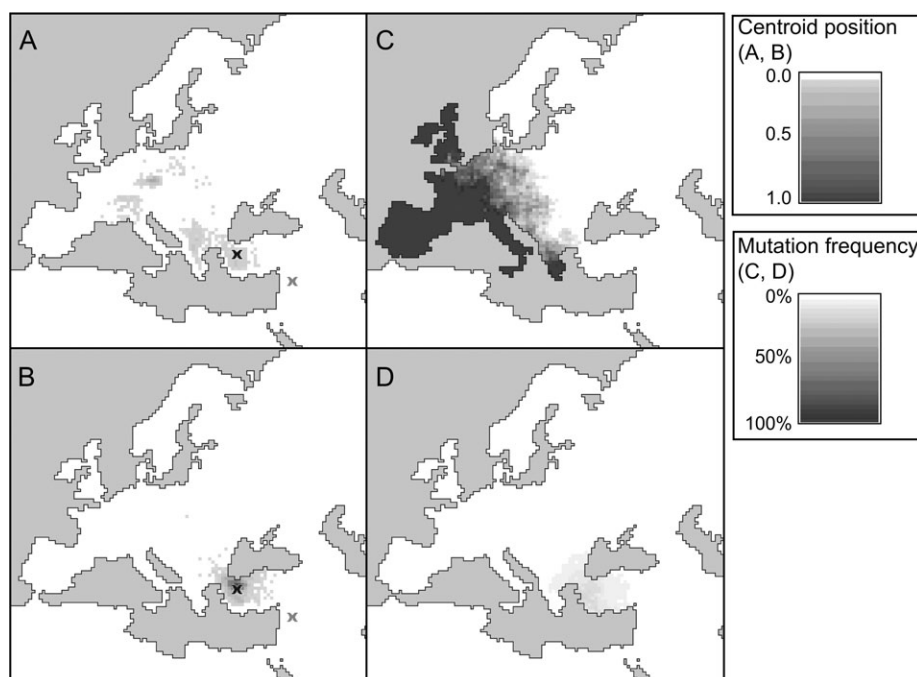 A
C
B
D
x
x
x
x
Centroid position
(A, B)
0.0
0.5
1.0
Mutation frequency
(C, D)
0%
50%
100%